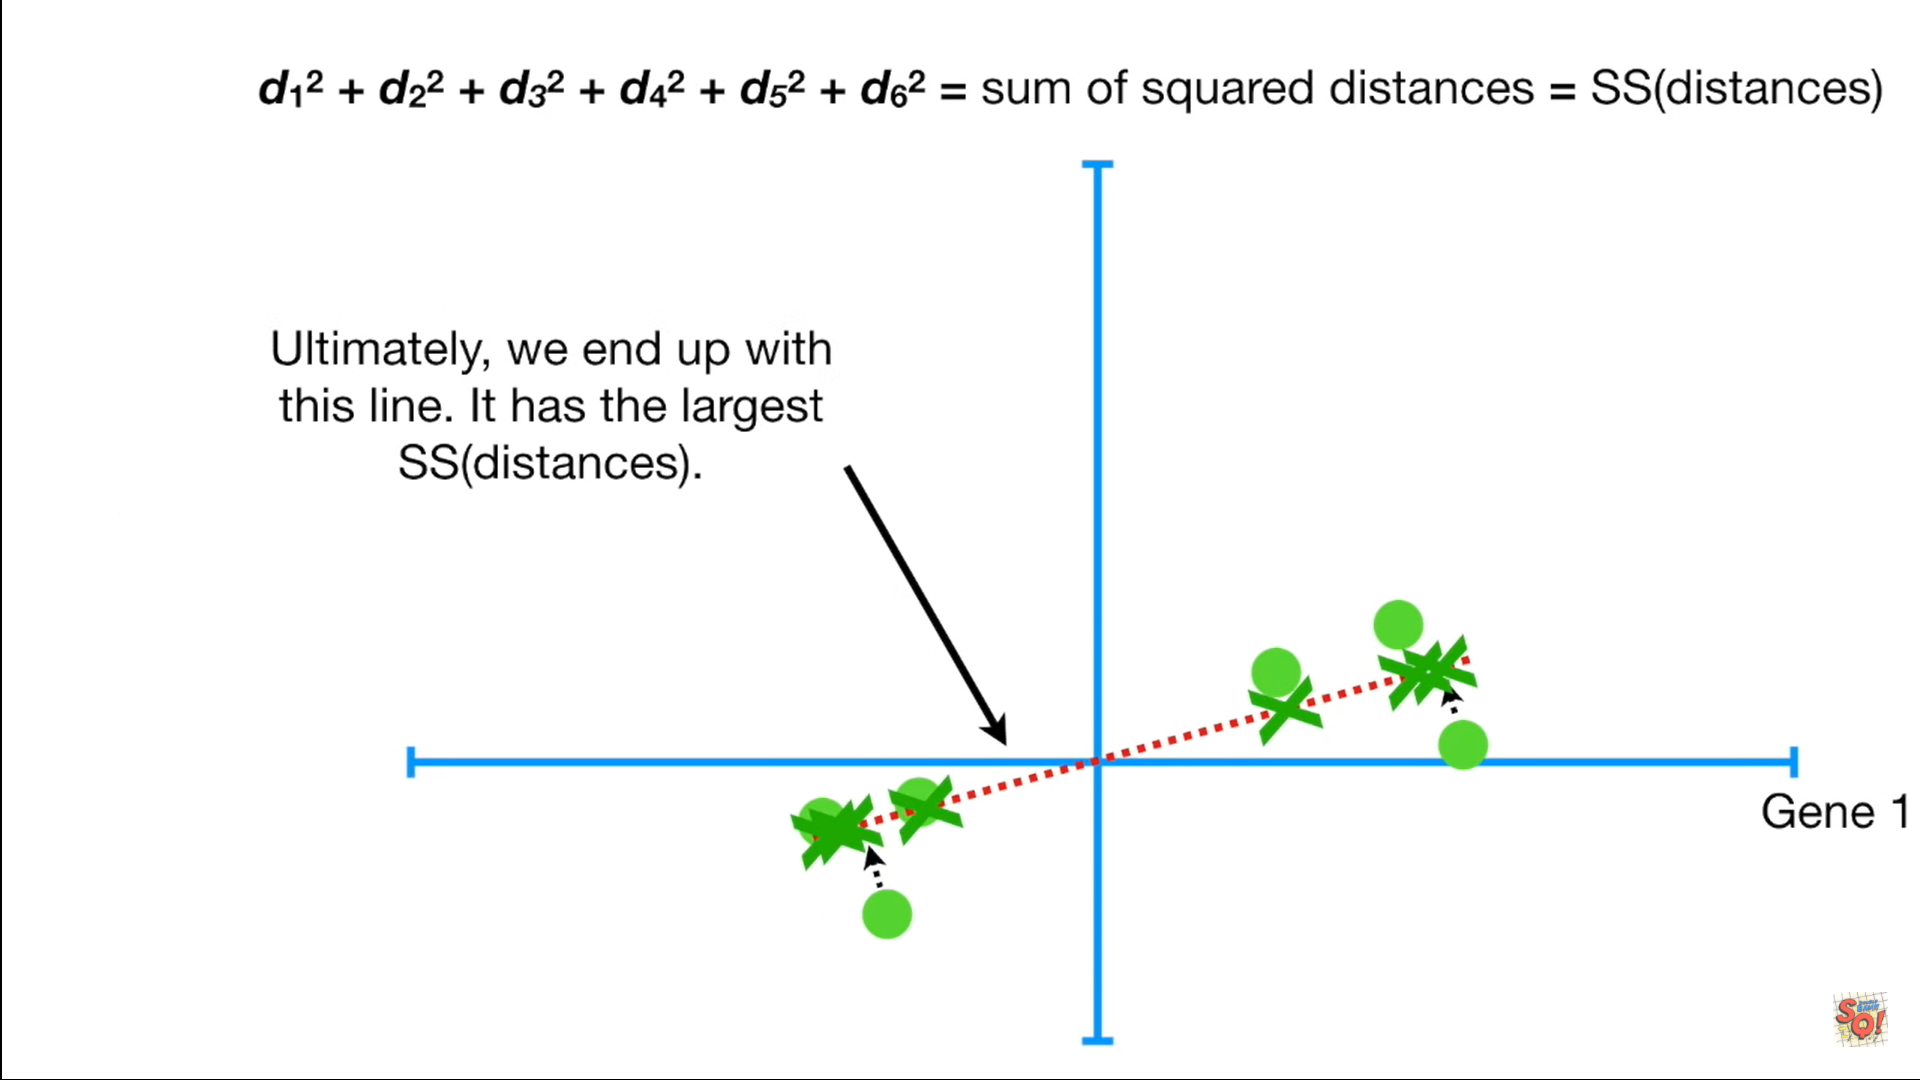 d₁² + d₂² + d₃² + d₄² + d₅² + d₆² = sum of squared distances = SS(distances)
Ultimately, we end up with
this line. It has the largest
SS(distances).
Gene 1
SQ!